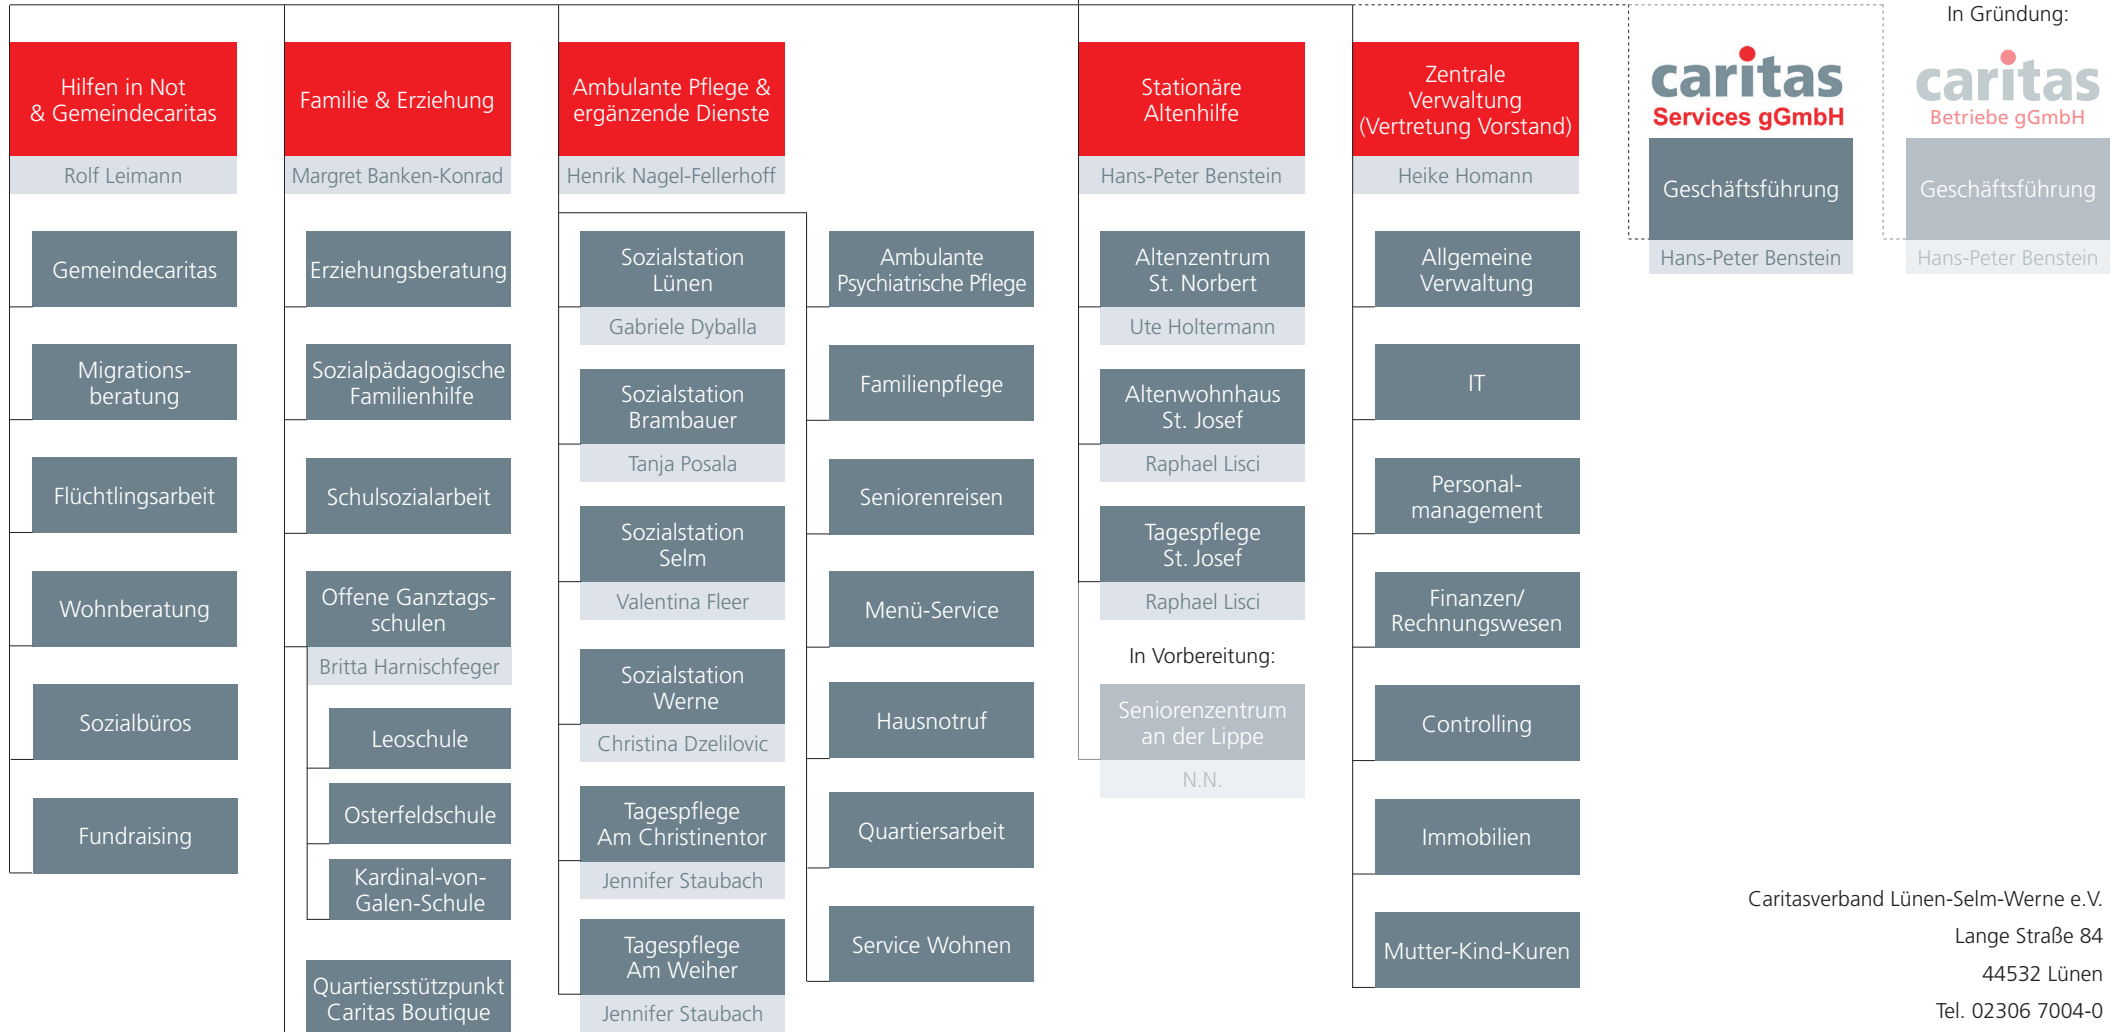 Hilfen in Not
& Gemeindecaritas
Rolf Leimann
Gemeindecaritas
Migrations-
beratung
Flüchtlingsarbeit
Wohnberatung
Sozialbüros
Fundraising
Familie & Erziehung
Margret Banken-Konrad
Erziehungsberatung
Sozialpädagogische
Familienhilfe
Schulsozialarbeit
Offene Ganztags-
schulen
Britta Harnischfeger
Leoschule
Osterfeldschule
Kardinal-von-
Galen-Schule
Quartiersstützpunkt
Caritas Boutique
Ambulante Pflege &
ergänzende Dienste
Henrik Nagel-Fellerhoff
Sozialstation
Lünen
Gabriele Dyballa
Sozialstation
Brambauer
Tanja Posala
Sozialstation
Selm
Valentina Fleer
Sozialstation
Werne
Christina Dzelilovic
Tagespflege
Am Christinentor
Jennifer Staubach
Tagespflege
Am Weiher
Jennifer Staubach
Ambulante
Psychiatrische Pflege
Familienpflege
Seniorenreisen
Menü-Service
Hausnotruf
Quartiersarbeit
Service Wohnen
Stationäre
Altenhilfe
Hans-Peter Benstein
Altenzentrum
St. Norbert
Ute Holtermann
Altenwohnhaus
St. Josef
Raphael Lisci
Tagespflege
St. Josef
Raphael Lisci
In Vorbereitung:
Seniorenzentrum
an der Lippe
N.N.
Zentrale
Verwaltung
(Vertretung Vorstand)
Heike Homann
Allgemeine
Verwaltung
IT
Personal-
management
Finanzen/
Rechnungswesen
Controlling
Immobilien
Mutter-Kind-Kuren
caritas
Services gGmbH
Geschäftsführung
Hans-Peter Benstein
In Gründung:
caritas
Betriebe gGmbH
Geschäftsführung
Hans-Peter Benstein
Caritasverband Lünen-Selm-Werne e.V.
Lange Straße 84
44532 Lünen
Tel. 02306 7004-0